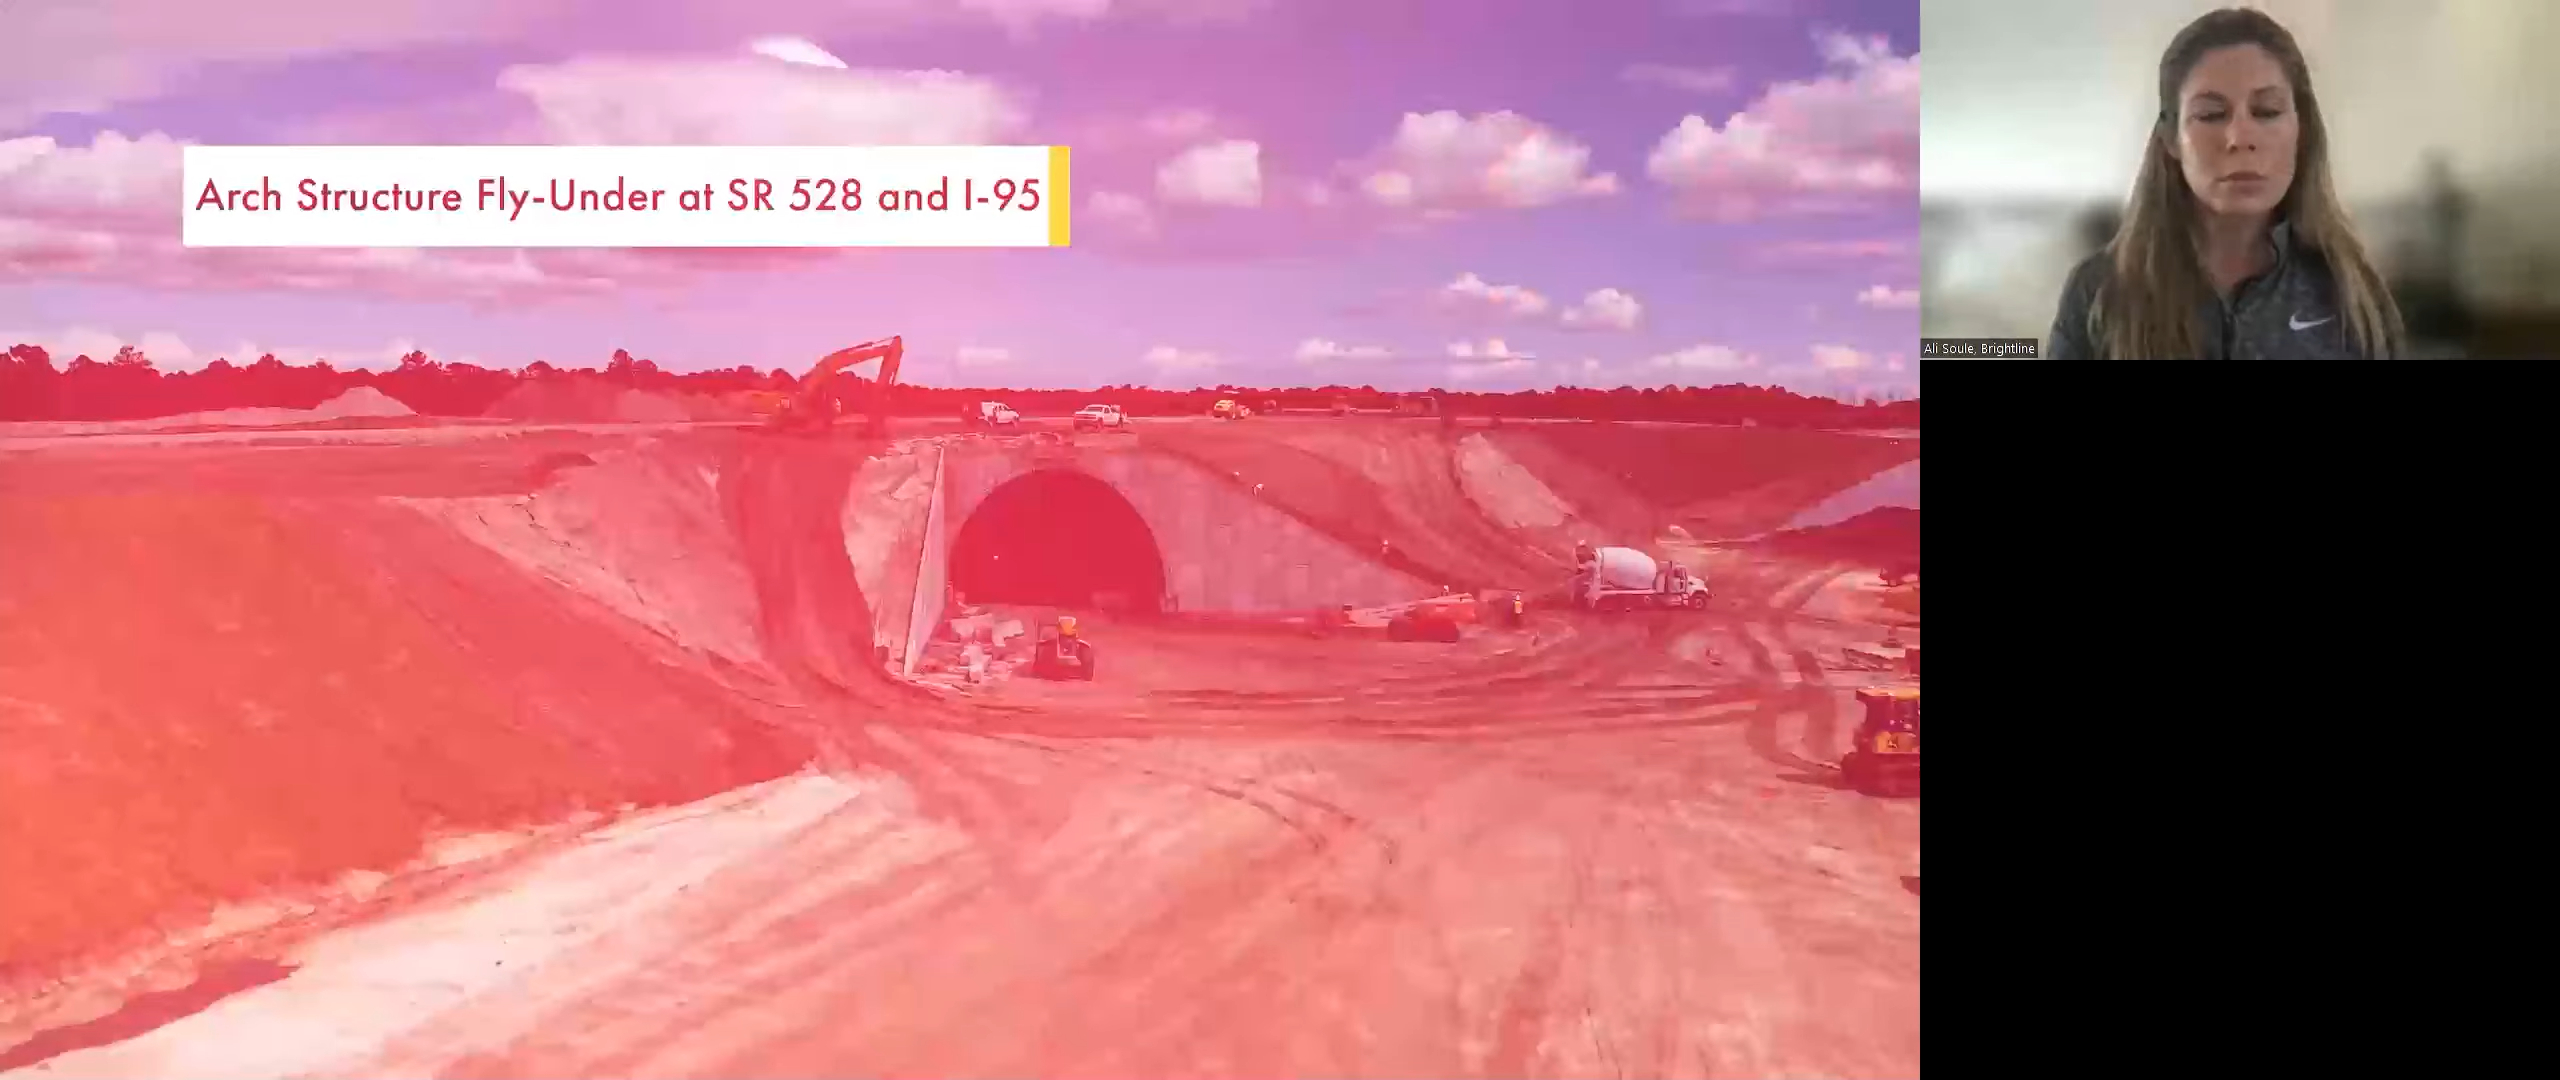 Arch Structure Fly-Under at SR 528 and I-95
Ali Soule, Brightline